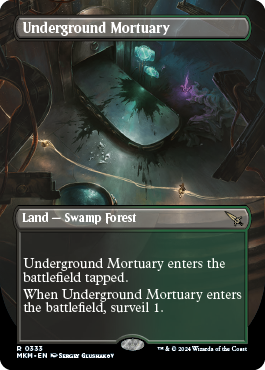 Underground Mortuary
Land — Swamp Forest
Underground Mortuary enters the
battlefield tapped.
When Underground Mortuary enters
the battlefield, surveil 1.
R 0333
MKM • EN Sergey Glushakov
™ & © 2024 Wizards of the Coast